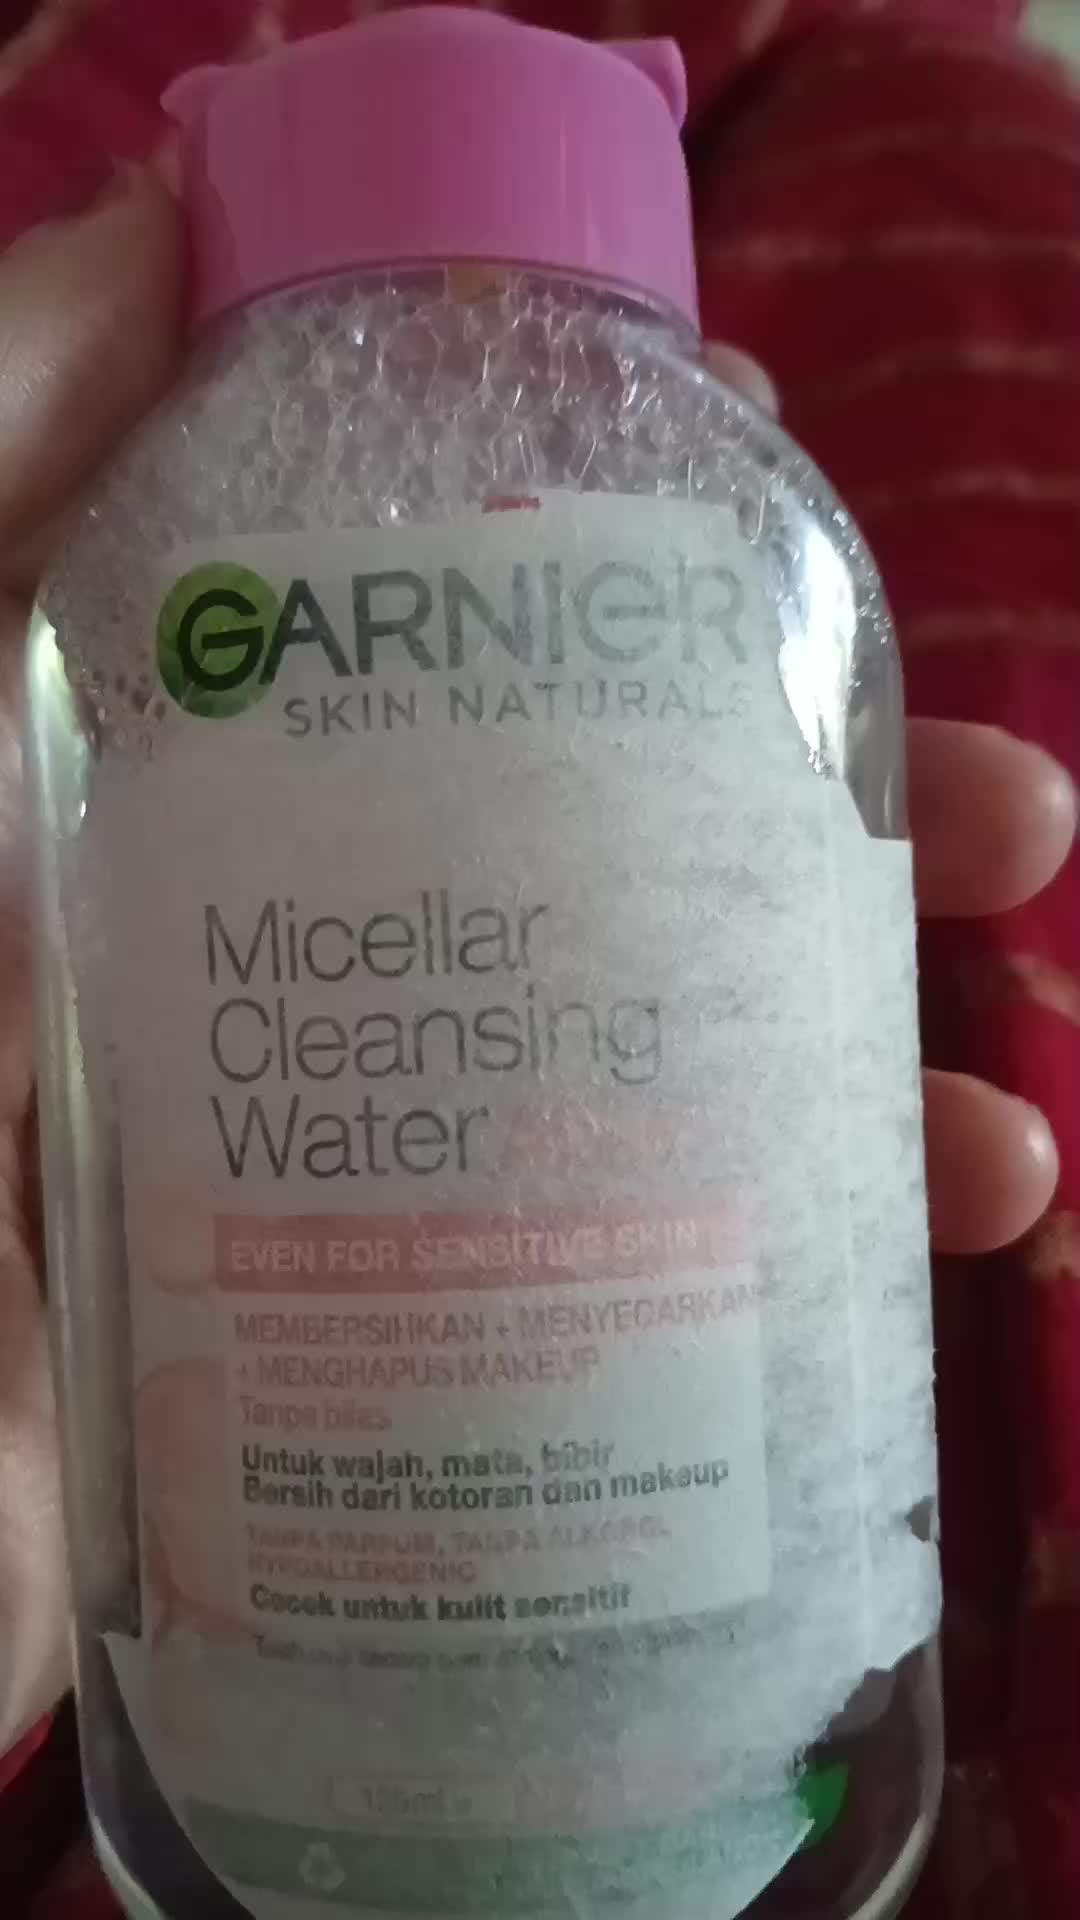 GARNIER
SKIN NATURALS
Micellar
Cleansing
Water
EVEN FOR SENSITIVE SKIN
MEMBERSIHKAN + MENYEGARKAN
+ MENGHAPUS MAKEUP
Tanpa bilas
Untuk wajah, mata, bibir
Bersih dari kotoran dan makeup
TANPA PARFUM, TANPA ALKOHOL
HYPOALLERGENIC
Cocok untuk kulit sensitif
125ml e